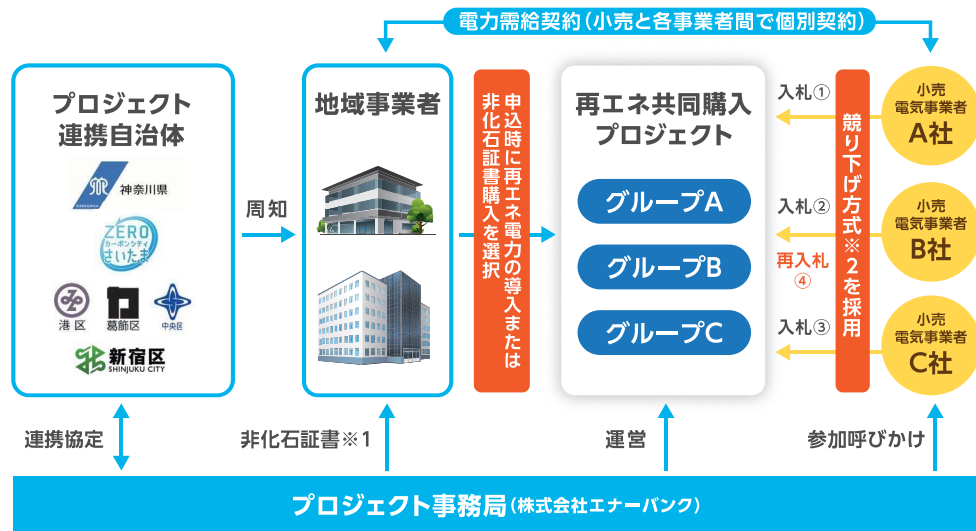 電力需給契約(小売と各事業者間で個別契約)
プロジェクト
連携自治体
神奈川県
ZERO
カーボンシティ
さいたま
港区
葛飾区
中央区
新宿区
SHINJUKU CITY
周知
地域事業者
申込時に再エネ電力の導入または
非化石証書購入を選択
再エネ共同購入
プロジェクト
グループA
グループB
グループC
入札①
入札②
再入札
④
入札③
競り下げ方式※2を採用
小売
電気事業者
A社
小売
電気事業者
B社
小売
電気事業者
C社
連携協定
非化石証書※1
運営
参加呼びかけ
プロジェクト事務局(株式会社エナーバンク)